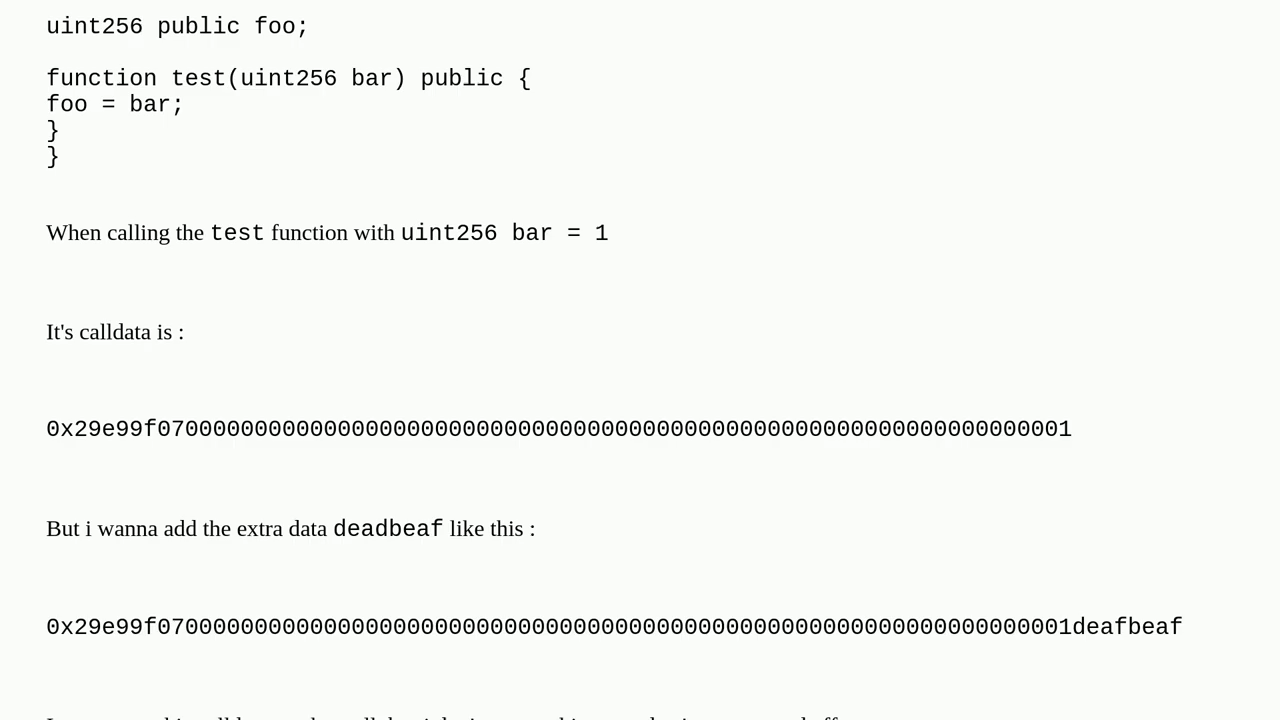 uint256 public foo;
function test(uint256 bar) public {
foo = bar;
}
}
When calling the test function with uint256 bar = 1
It's calldata is :
0x29e99f070000000000000000000000000000000000000000000000000000000000000001
But i wanna add the extra data deadbeaf like this :
0x29e99f070000000000000000000000000000000000000000000000000000000000000001deafbeaf